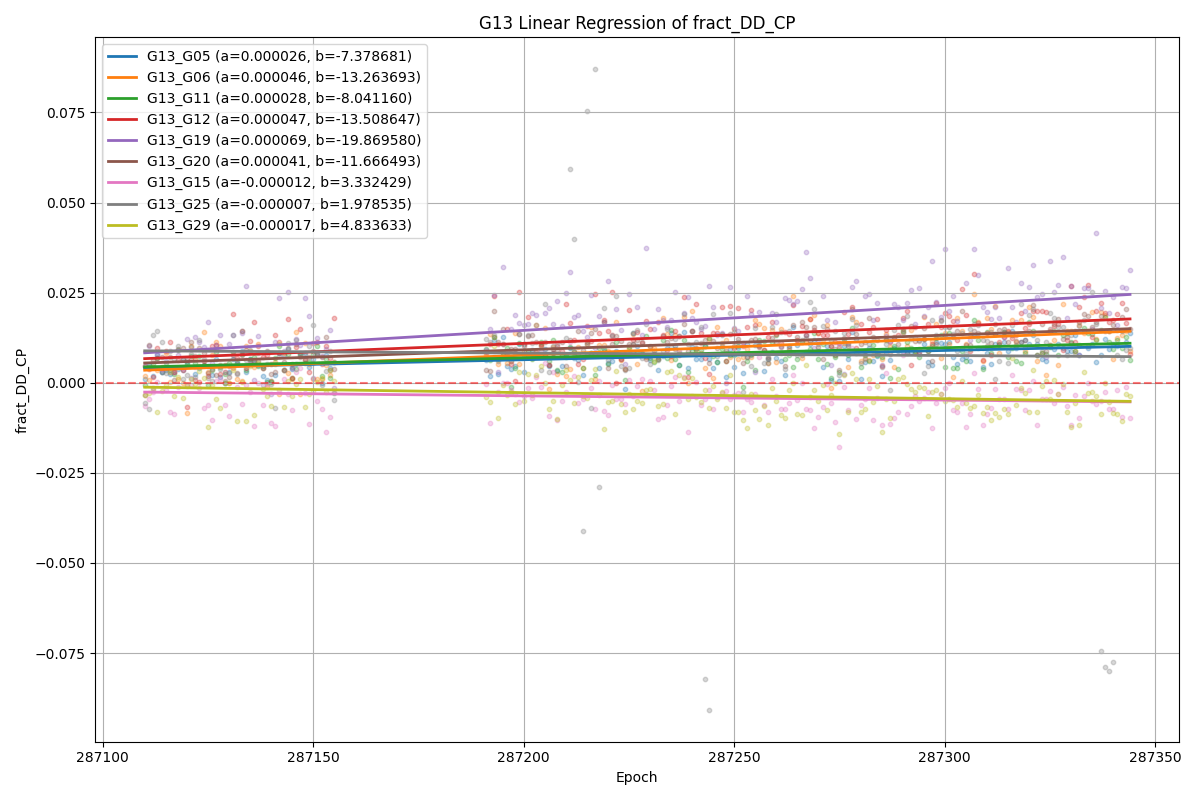 G13 Linear Regression of fract_DD_CP
G13_G05 (a=0.000026, b=-7.378681)
G13_G06 (a=0.000046, b=-13.263693)
G13_G11 (a=0.000028, b=-8.041160)
G13_G12 (a=0.000047, b=-13.508647)
G13_G19 (a=0.000069, b=-19.869580)
G13_G20 (a=0.000041, b=-11.666493)
G13_G15 (a=-0.000012, b=3.332429)
G13_G25 (a=-0.000007, b=1.978535)
G13_G29 (a=-0.000017, b=4.833633)
fract_DD_CP
0.075
0.050
0.025
0.000
−0.025
−0.050
−0.075
287100 287150 287200 287250 287300 287350
Epoch